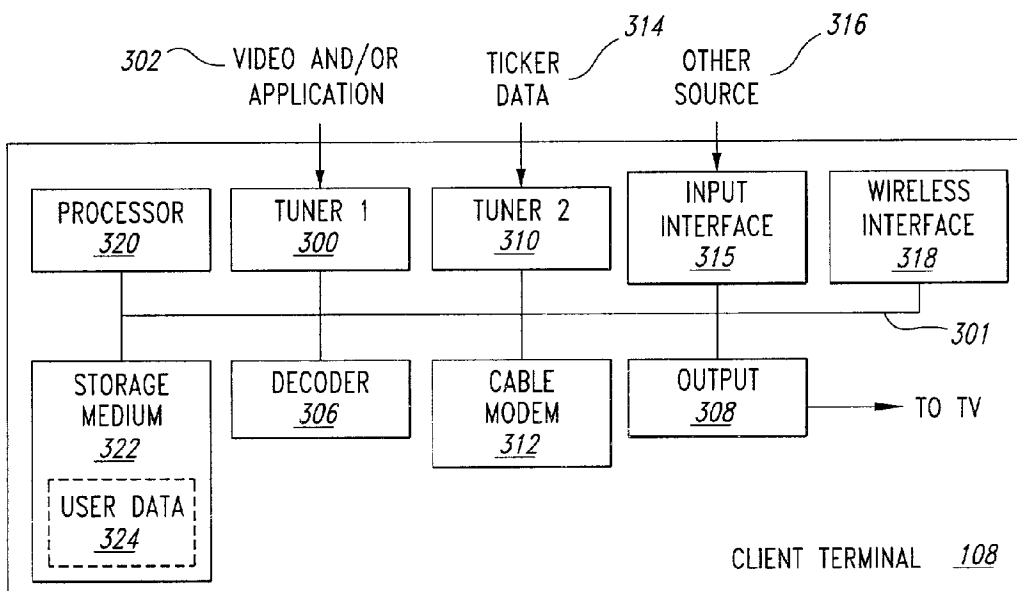 302
VIDEO AND/OR
APPLICATION
314
TICKER
DATA
316
OTHER
SOURCE
PROCESSOR
320
TUNER 1
300
TUNER 2
310
INPUT
INTERFACE
315
WIRELESS
INTERFACE
318
301
STORAGE
MEDIUM
322
USER DATA
324
DECODER
306
CABLE
MODEM
312
OUTPUT
308
TO TV
CLIENT TERMINAL 108